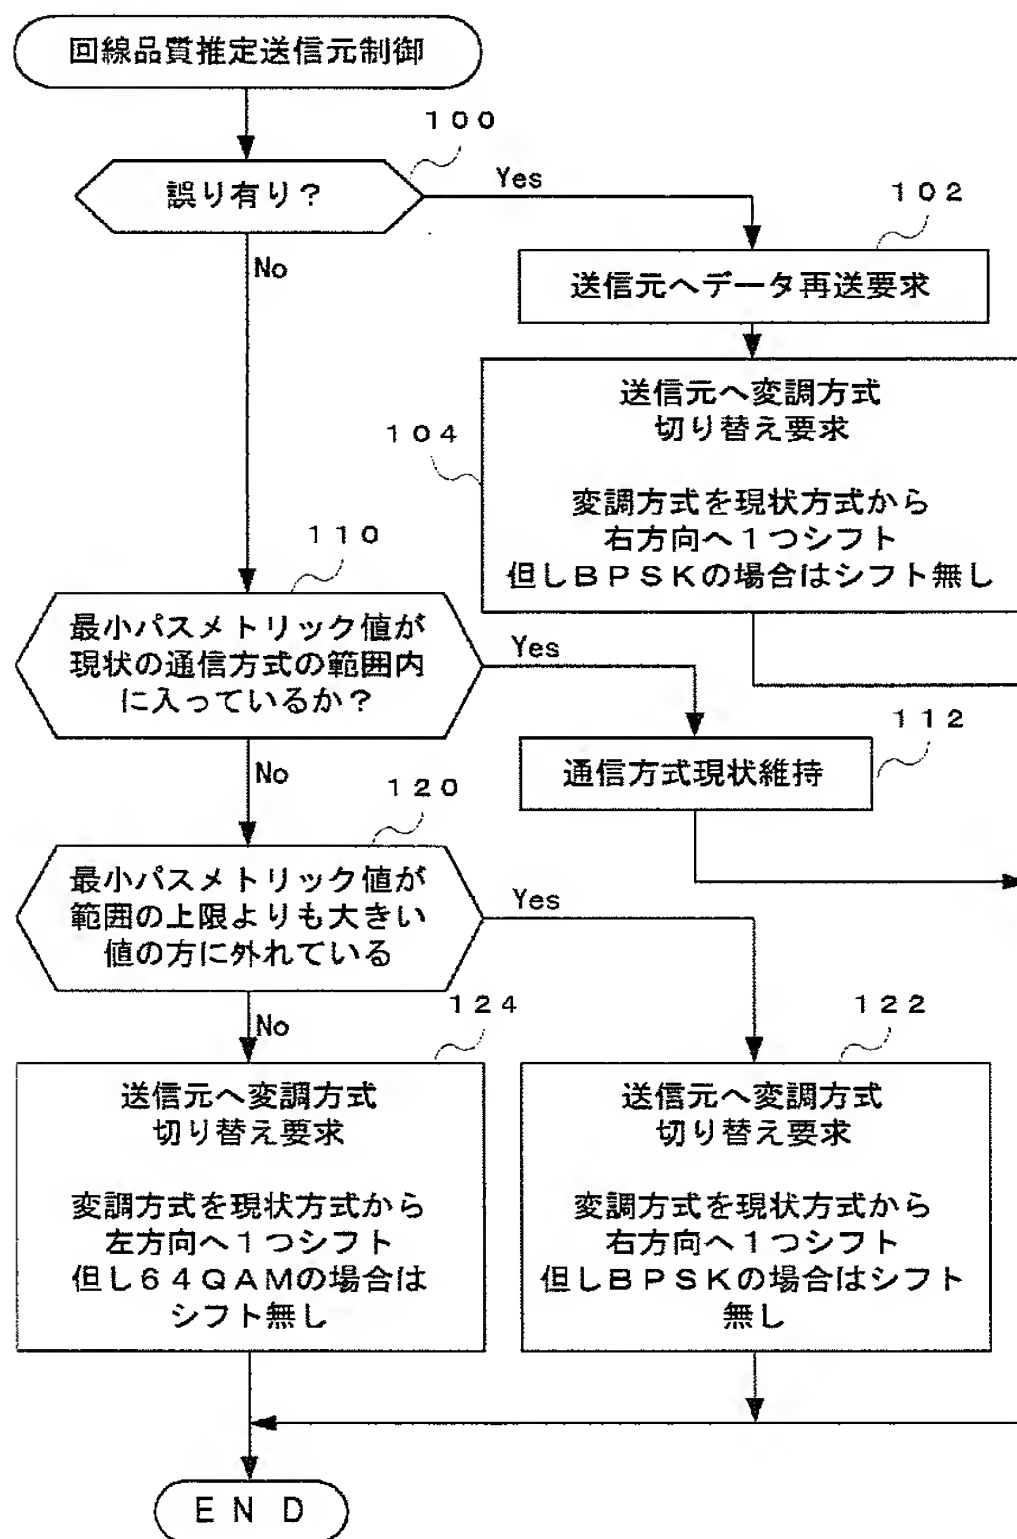 回線品質推定送信元制御
100
誤り有り？
Yes
No
102
送信元へデータ再送要求
104
送信元へ変調方式
切り替え要求
変調方式を現状方式から
右方向へ１つシフト
但しＢＰＳＫの場合はシフト無し
110
最小パスメトリック値が
現状の通信方式の範囲内
に入っているか？
Yes
No
112
通信方式現状維持
120
最小パスメトリック値が
範囲の上限よりも大きい
値の方に外れている
Yes
No
124
送信元へ変調方式
切り替え要求
変調方式を現状方式から
左方向へ１つシフト
但し６４ＱＡＭの場合は
シフト無し
122
送信元へ変調方式
切り替え要求
変調方式を現状方式から
右方向へ１つシフト
但しＢＰＳＫの場合はシフト
無し
ＥＮＤ